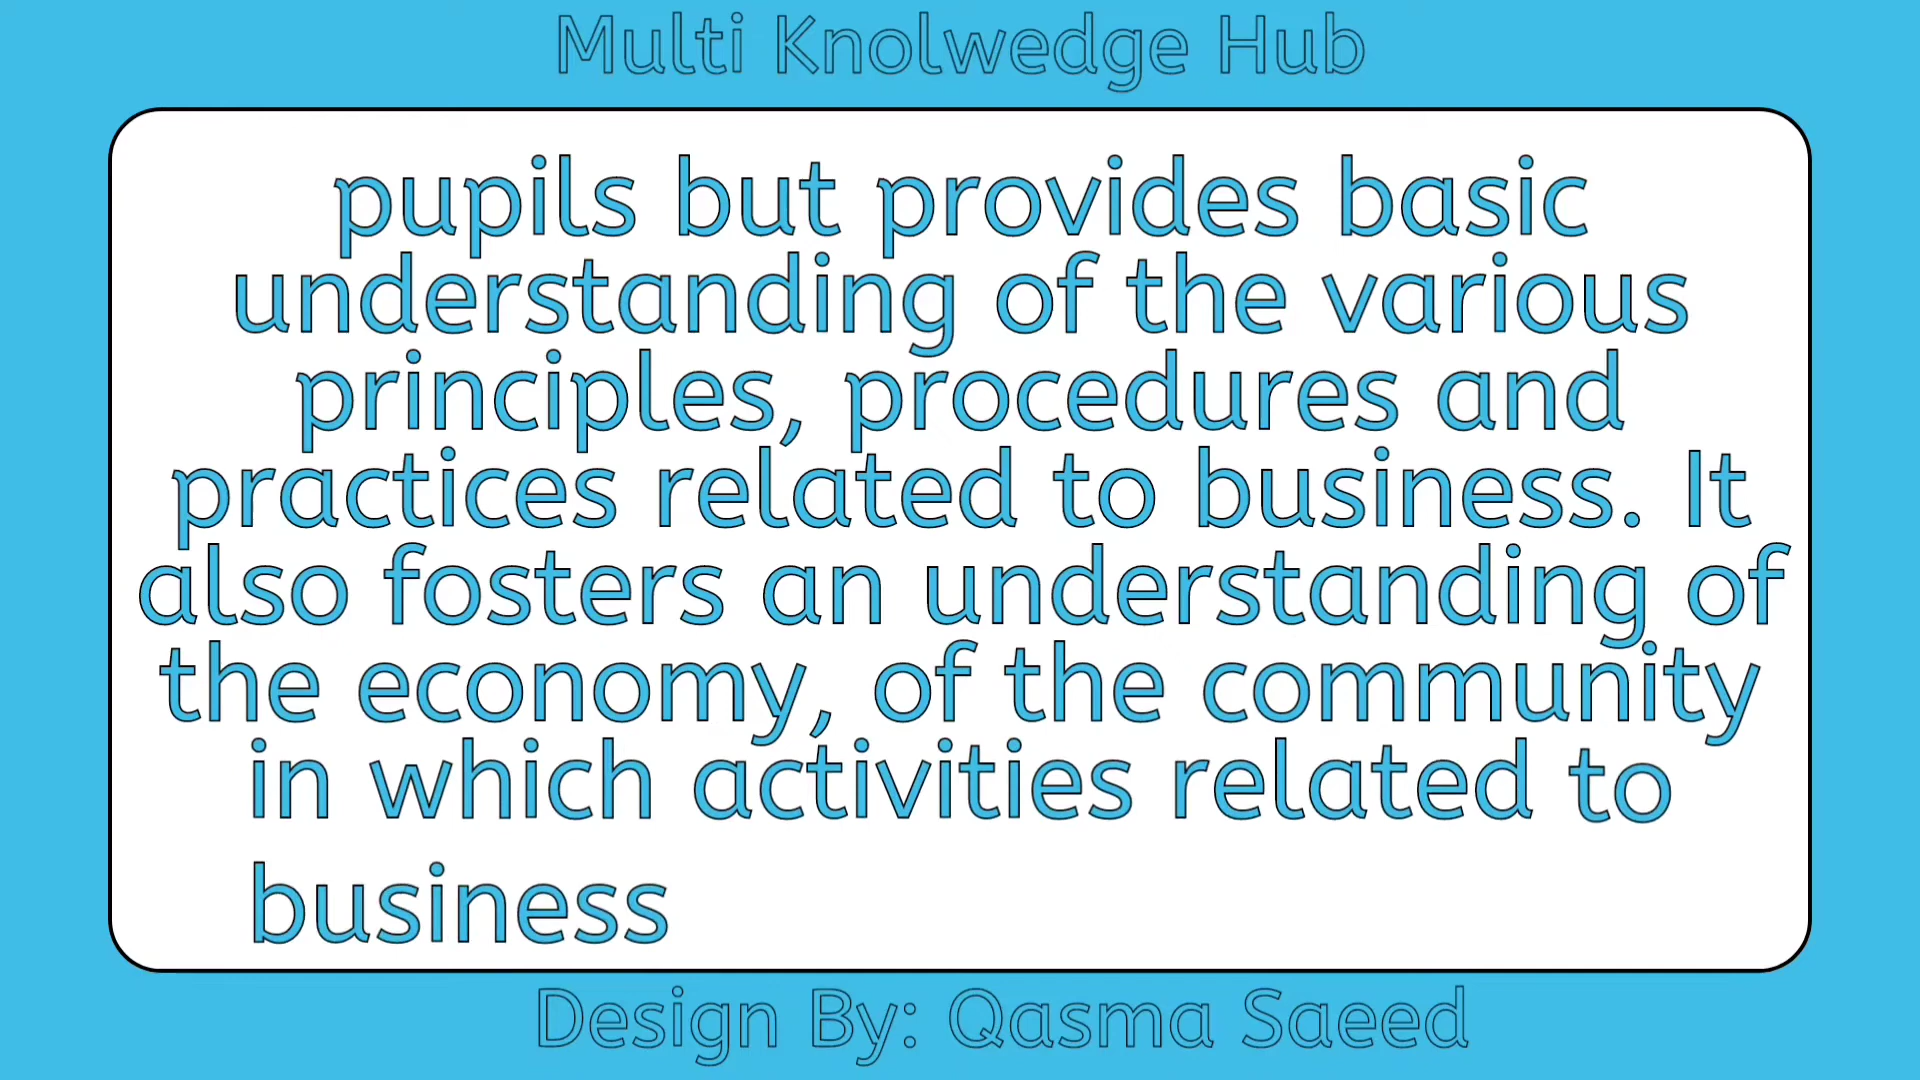 Multi Knolwedge Hub
pupils but provides basic
understanding of the various
principles, procedures and
practices related to business. It
also fosters an understanding of
the economy, of the community
in which activities related to
business
Design By: Qasma Saeed